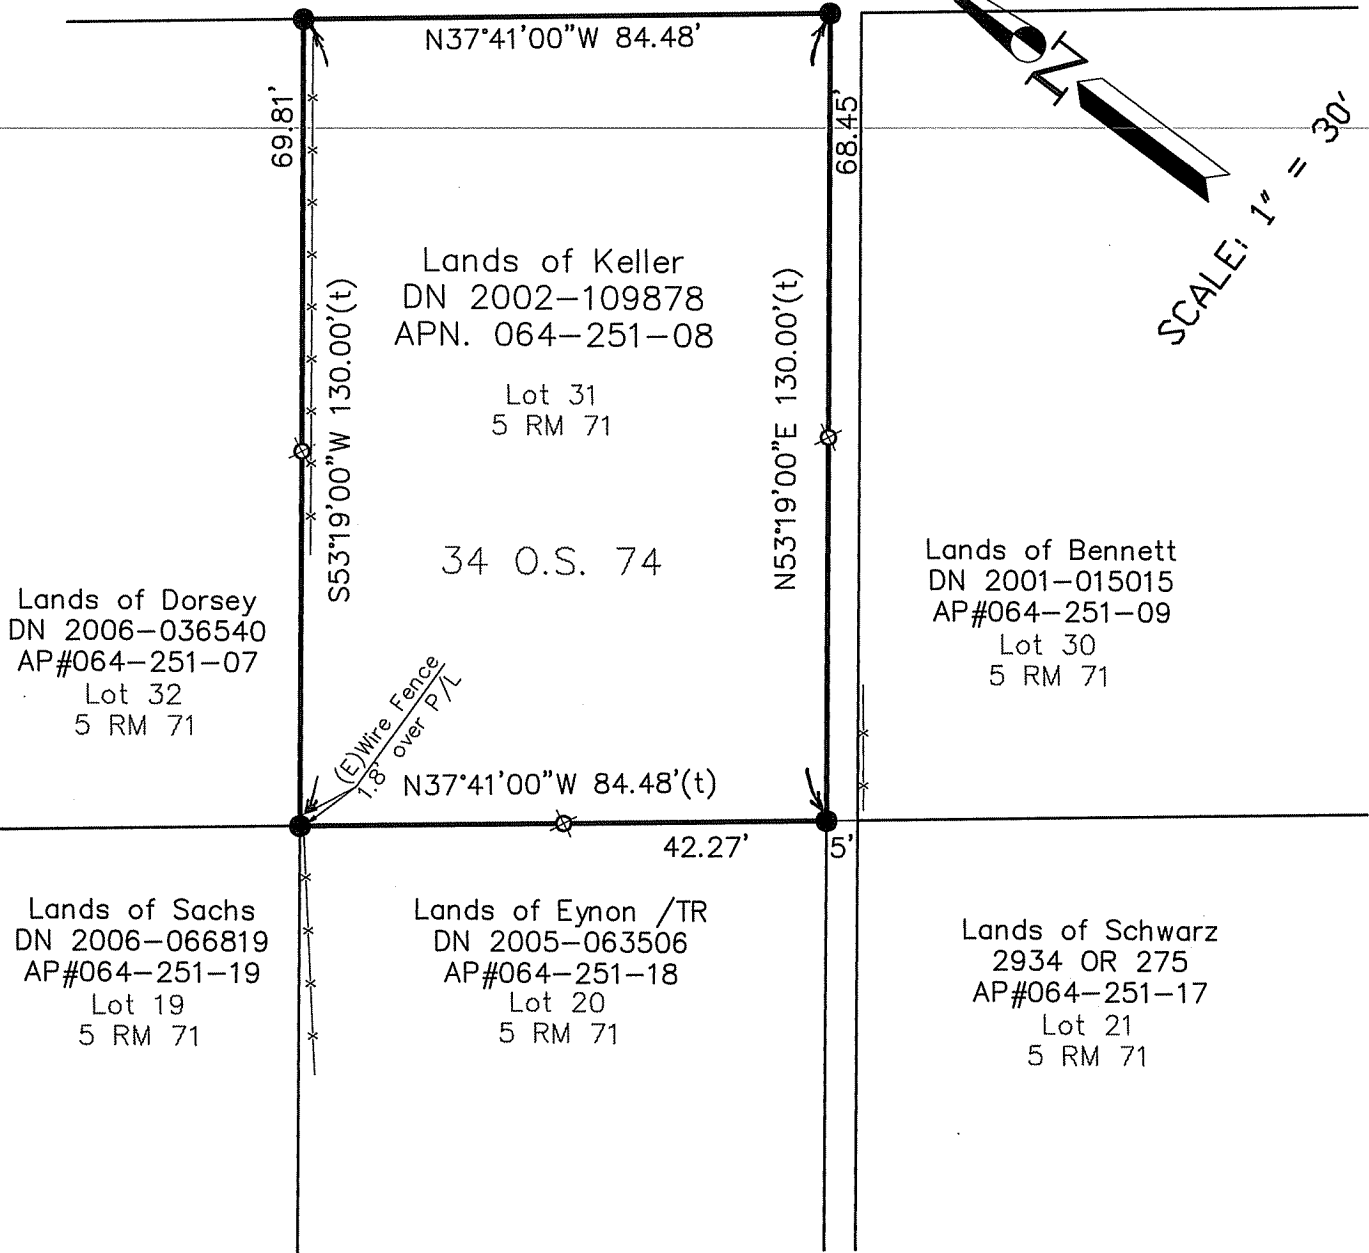 N37°41'00"W 84.48'
N
SCALE: 1" = 30'
69.81'
68.45'
Lands of Keller
DN 2002-109878
APN. 064-251-08
Lot 31
5 RM 71
S53°19'00"W 130.00'(t)
N53°19'00"E 130.00'(t)
34 O.S. 74
Lands of Bennett
DN 2001-015015
AP#064-251-09
Lot 30
5 RM 71
Lands of Dorsey
DN 2006-036540
AP#064-251-07
Lot 32
5 RM 71
(E)Wire Fence
1.8' over P/L
N37°41'00"W 84.48'(t)
42.27'
5'
Lands of Sachs
DN 2006-066819
AP#064-251-19
Lot 19
5 RM 71
Lands of Eynon /TR
DN 2005-063506
AP#064-251-18
Lot 20
5 RM 71
Lands of Schwarz
2934 OR 275
AP#064-251-17
Lot 21
5 RM 71